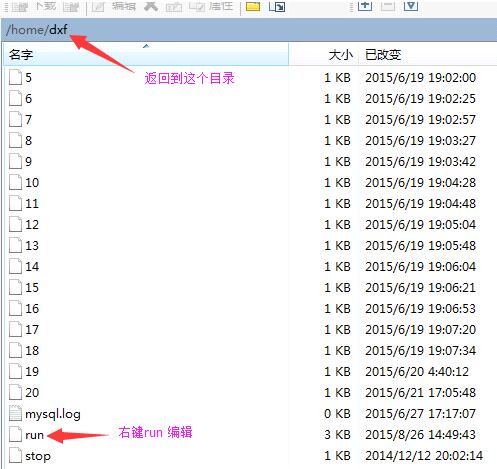 下载 编辑 属性
/home/dxf
名字 大小 已改变
5 1 KB 2015/6/19 19:02:00
返回到这个目录
6 1 KB 2015/6/19 19:02:25
7 1 KB 2015/6/19 19:02:57
8 1 KB 2015/6/19 19:03:27
9 1 KB 2015/6/19 19:03:42
10 1 KB 2015/6/19 19:04:28
11 1 KB 2015/6/19 19:04:48
12 1 KB 2015/6/19 19:05:04
13 1 KB 2015/6/19 19:05:48
14 1 KB 2015/6/19 19:06:04
15 1 KB 2015/6/19 19:06:21
16 1 KB 2015/6/19 19:06:53
17 1 KB 2015/6/19 19:07:20
18 1 KB 2015/6/19 19:07:34
19 1 KB 2015/6/20 4:40:12
20 1 KB 2015/6/21 17:05:48
mysql.log 0 KB 2015/6/27 17:17:07
run 右键run 编辑 3 KB 2015/8/26 14:49:43
stop 1 KB 2014/12/12 20:02:14